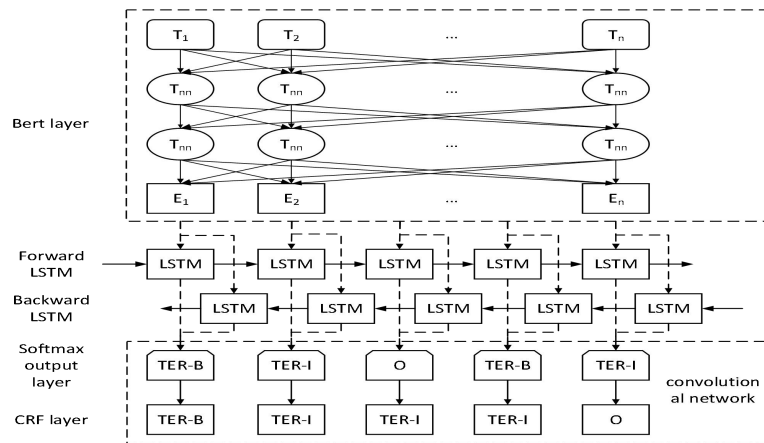 T1 T2 ... Tn
Tnn Tnn Tnn
Bert layer
Tnn Tnn ... Tnn
E1 E2 ... En
Forward
LSTM
LSTM LSTM LSTM LSTM LSTM
Backward
LSTM
LSTM LSTM LSTM LSTM LSTM
Softmax
output
layer
TER-B TER-I O TER-B TER-I
convolution
al network
CRF layer
TER-B TER-I TER-I TER-I O